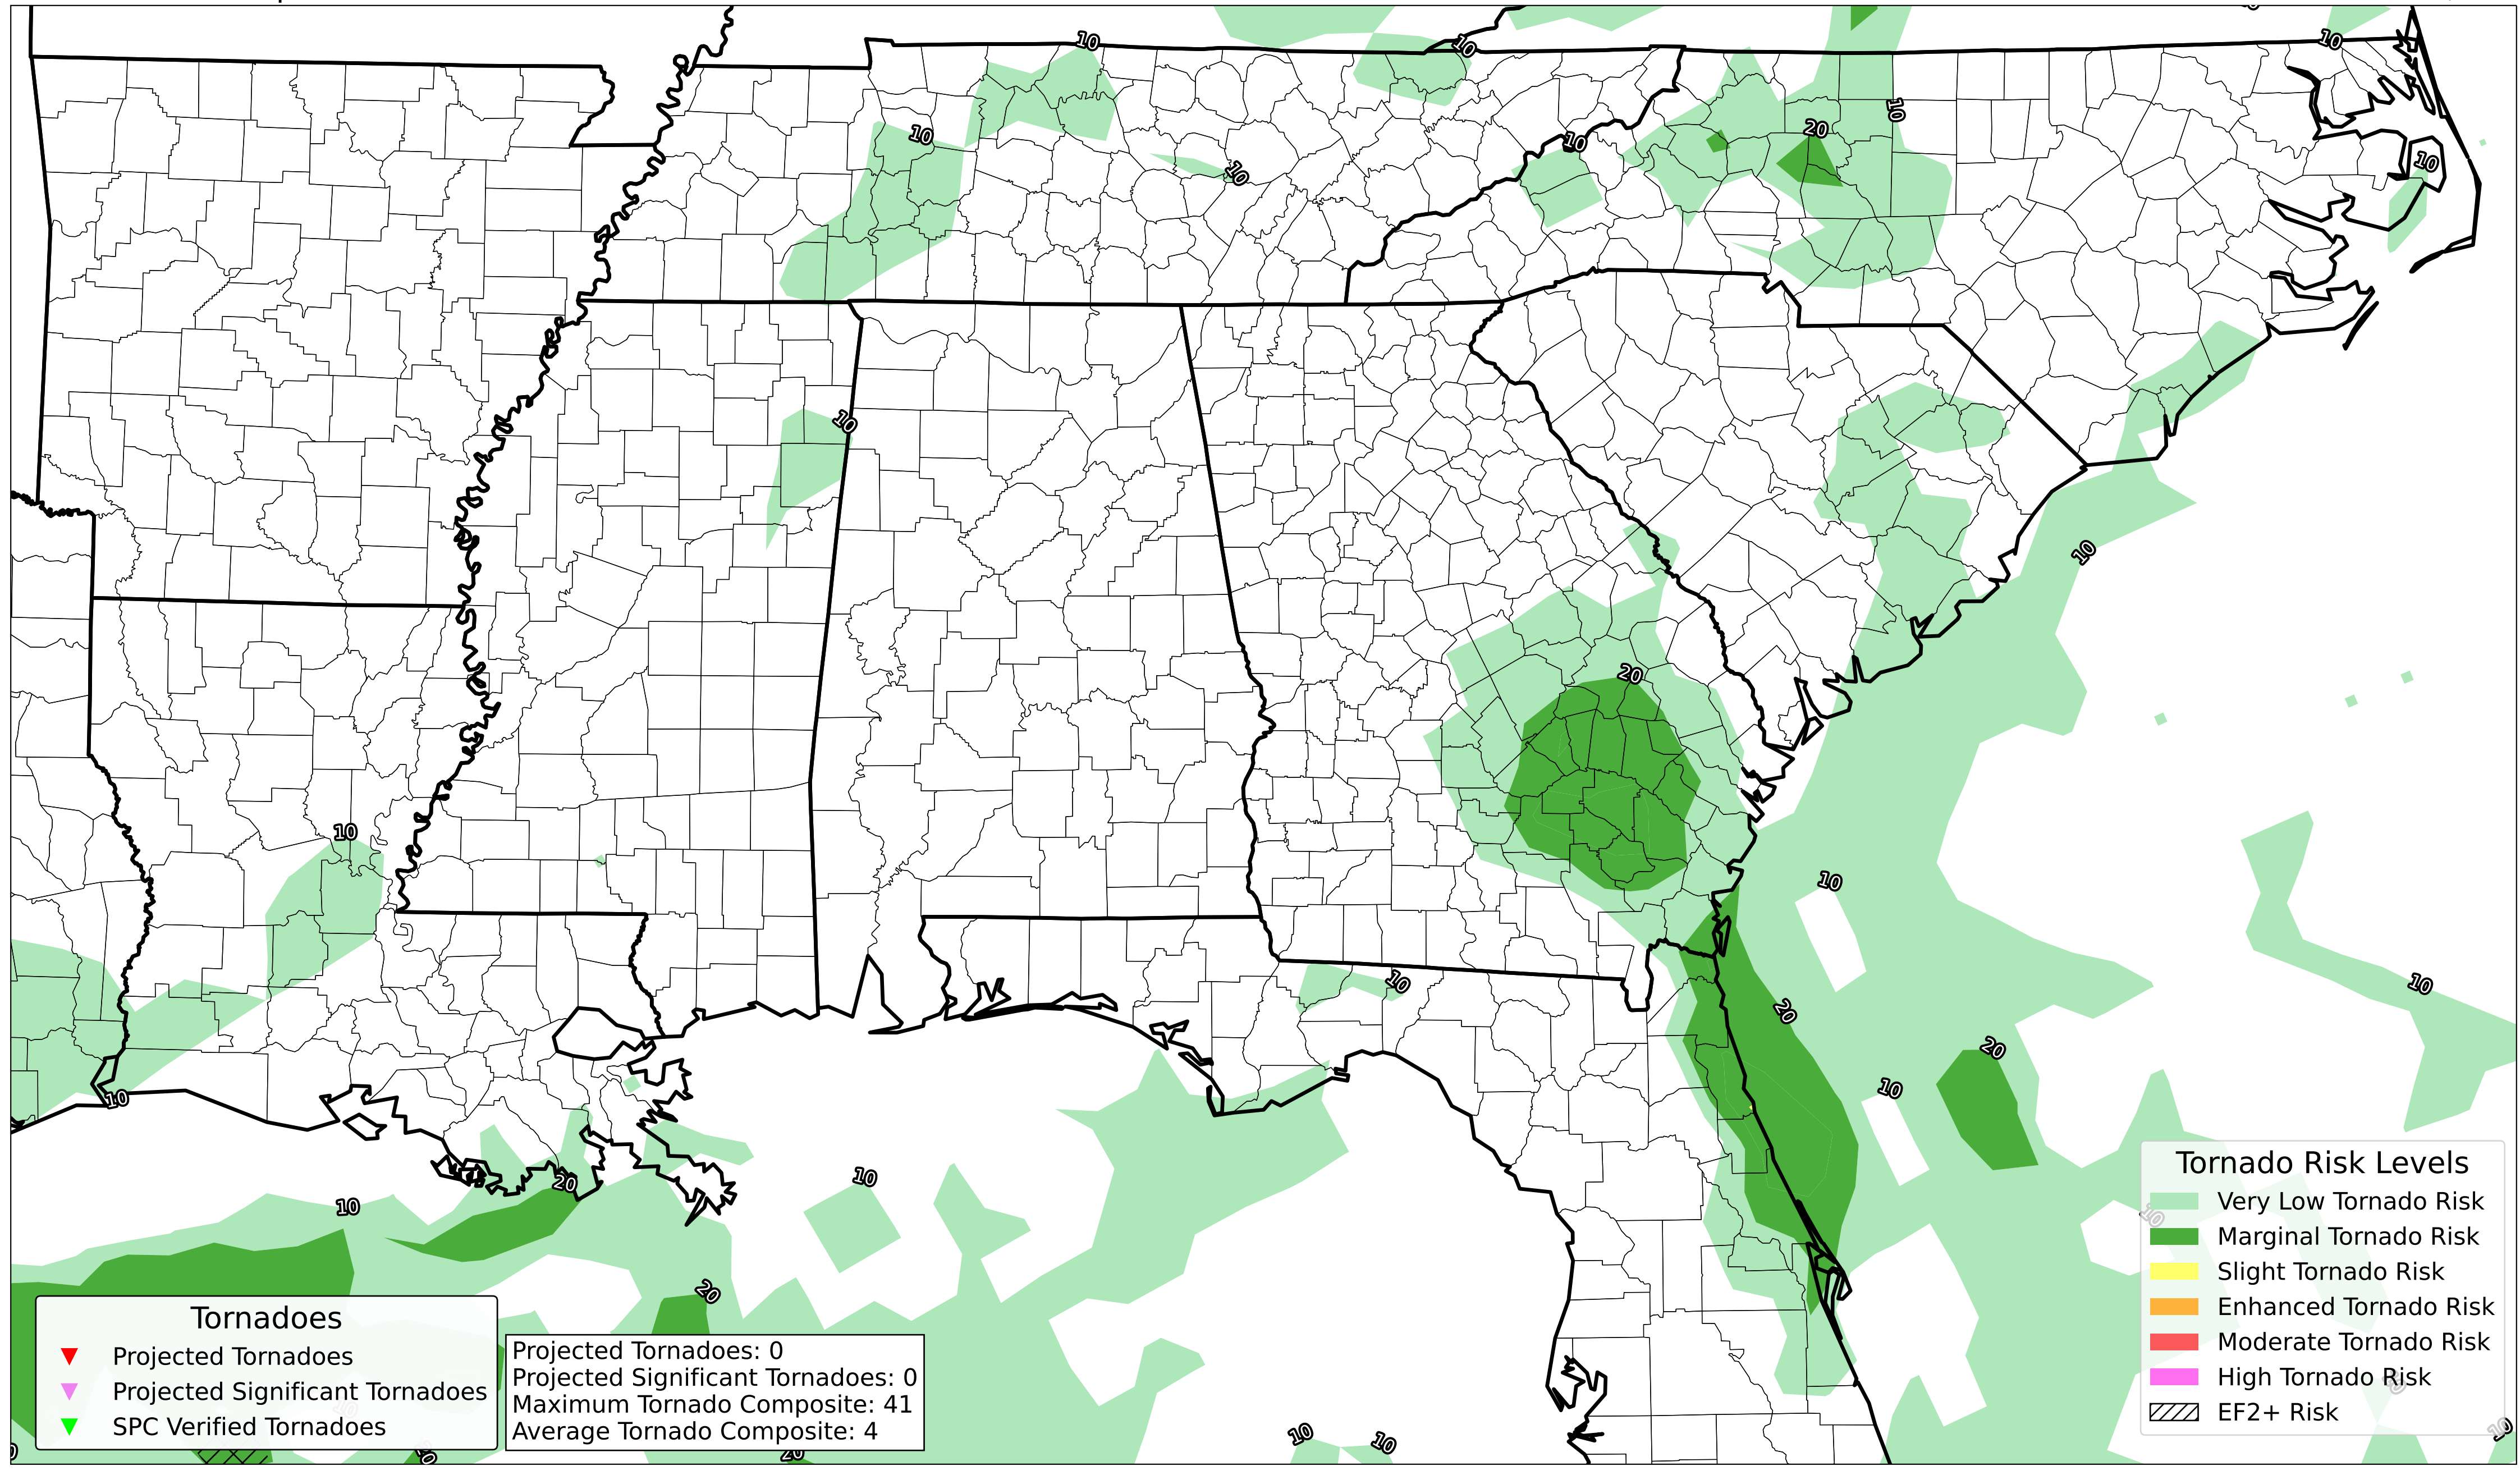 10
10
10
10
10
20
10
10
10
10
10
20
10
10
10
20
10
20
10
10
20
10
10
20
10
10
10
20
10
10
Tornadoes
Projected Tornadoes
Projected Significant Tornadoes
SPC Verified Tornadoes
Projected Tornadoes: 0
Projected Significant Tornadoes: 0
Maximum Tornado Composite: 41
Average Tornado Composite: 4
Tornado Risk Levels
Very Low Tornado Risk
Marginal Tornado Risk
Slight Tornado Risk
Enhanced Tornado Risk
Moderate Tornado Risk
High Tornado Risk
EF2+ Risk